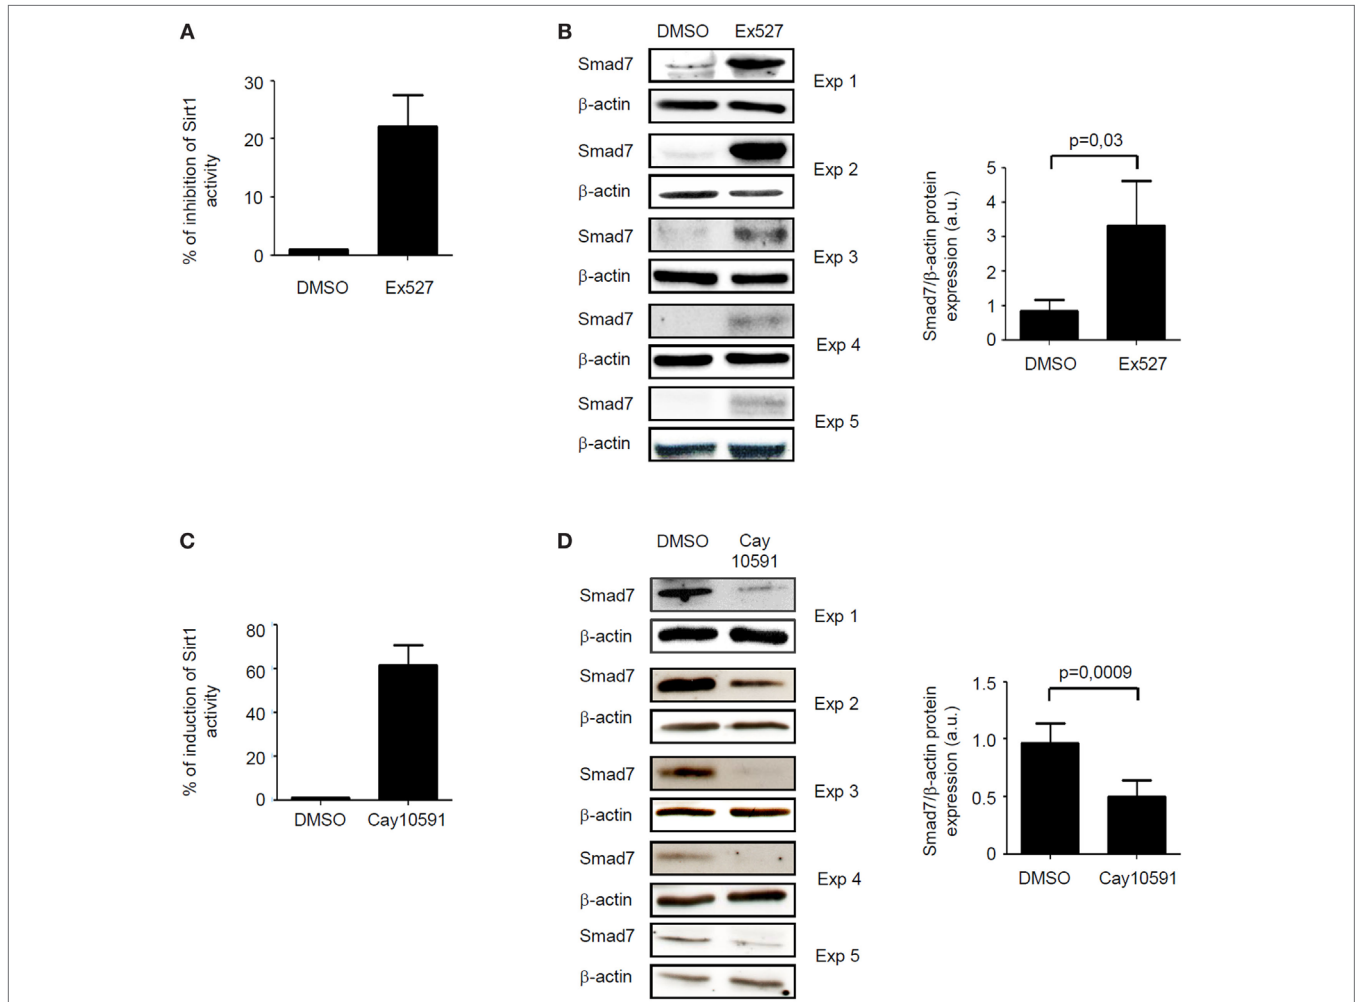 A
% of inhibition of Sirt1
activity
30
20
10
0
DMSO Ex527
B
DMSO Ex527
Smad7
β-actin
Exp 1
Smad7
β-actin
Exp 2
Smad7
β-actin
Exp 3
Smad7
β-actin
Exp 4
Smad7
β-actin
Exp 5
Smad7/β-actin protein
expression (a.u.)
p=0,03
5
4
3
2
1
0
DMSO Ex527
C
% of induction of Sirt1
activity
80
60
40
20
0
DMSO Cay10591
D
DMSO Cay
10591
Smad7
β-actin
Exp 1
Smad7
β-actin
Exp 2
Smad7
β-actin
Exp 3
Smad7
β-actin
Exp 4
Smad7
β-actin
Exp 5
Smad7/β-actin protein
expression (a.u.)
p=0,0009
1.5
1.0
0.5
0
DMSO Cay10591